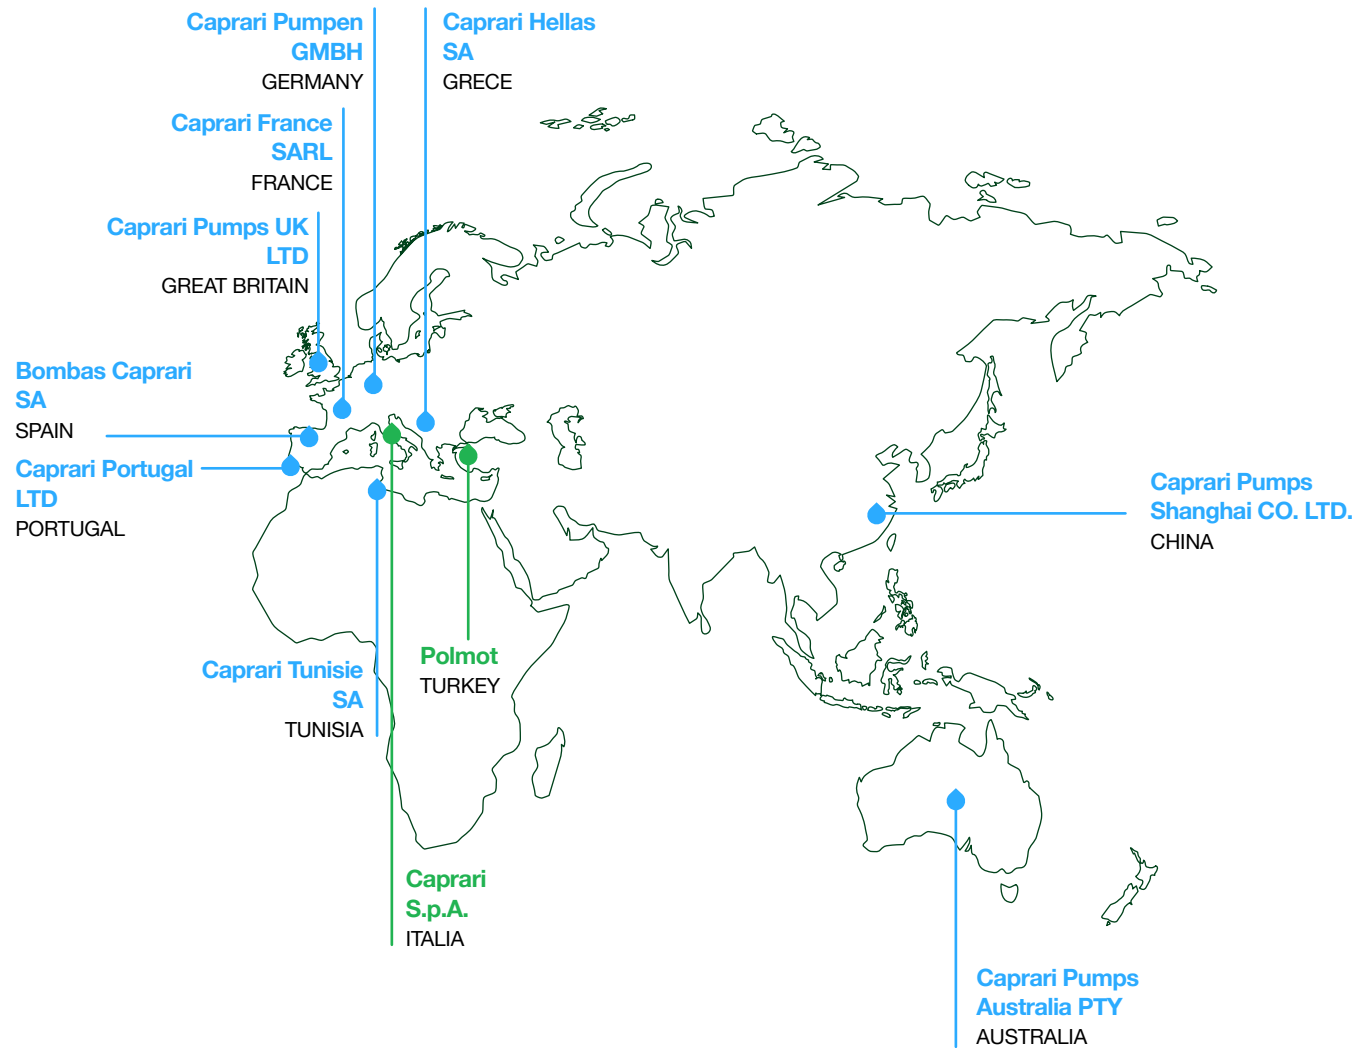 Caprari Pumpen
GMBH
GERMANY
Caprari Hellas
SA
GRECE
Caprari France
SARL
FRANCE
Caprari Pumps UK
LTD
GREAT BRITAIN
Bombas Caprari
SA
SPAIN
Caprari Portugal
LTD
PORTUGAL
Caprari Pumps
Shanghai CO. LTD.
CHINA
Caprari Tunisie
SA
TUNISIA
Polmot
TURKEY
Caprari
S.p.A.
ITALIA
Caprari Pumps
Australia PTY
AUSTRALIA